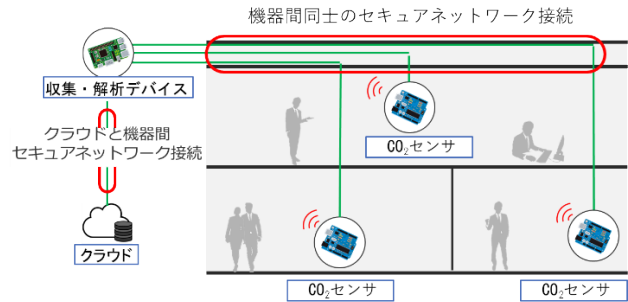 機器間同士のセキュアネットワーク接続
収集・解析デバイス
クラウドと機器間
セキュアネットワーク接続
CO₂センサ
クラウド
CO₂センサ
CO₂センサ